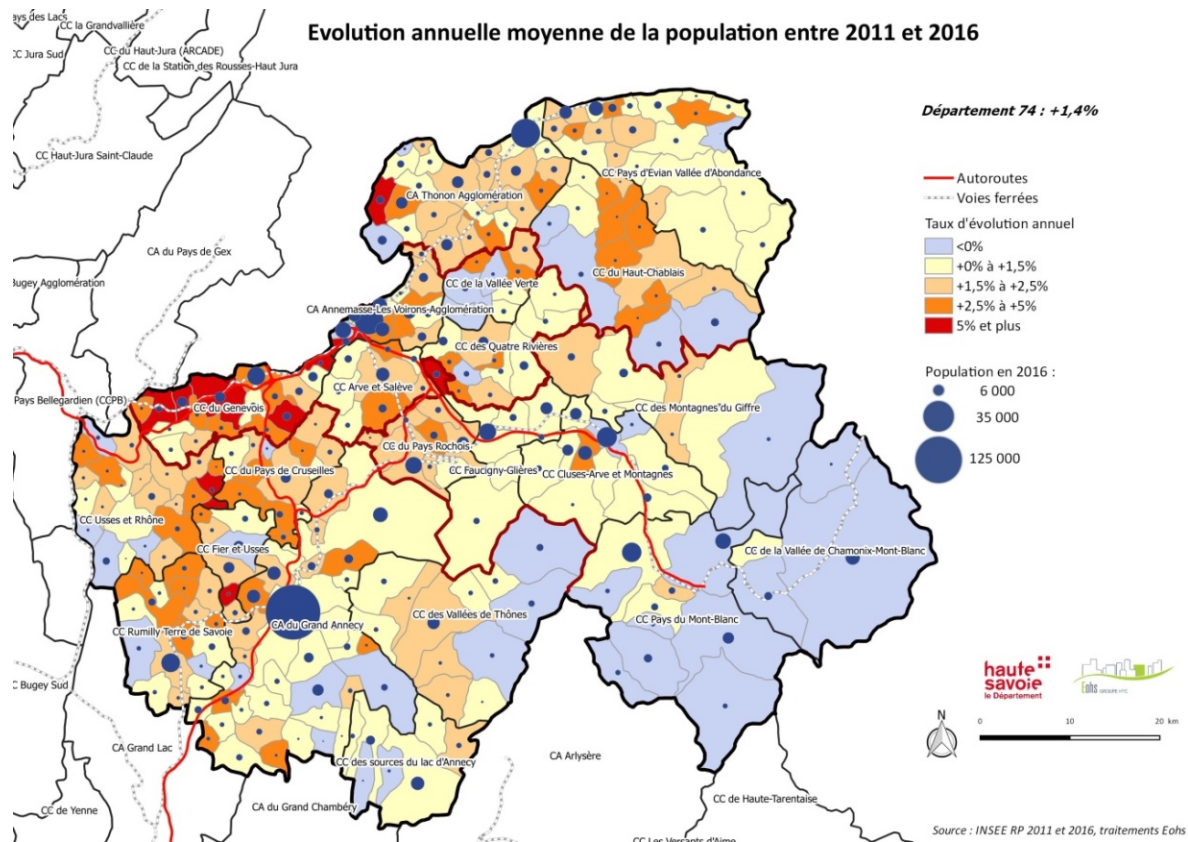 Evolution annuelle moyenne de la population entre 2011 et 2016
ays des Lacs
CC la Grandvallière
CC Jura Sud
CC du Haut-Jura (ARCADE)
CC de la Station des Rousses-Haut Jura
CC Haut-Jura Saint-Claude
CA du Pays de Gex
Bugey Agglomération
Pays Bellegardien (CCPB)
CC Pays d'Evian Vallée d'Abondance
CA Thonon Agglomération
CC du Haut-Chablais
CC de la Vallée Verte
CA Annemasse-Les Voirons-Agglomération
CC des Quatre Rivières
CC Arve et Salève
CC du Genevois
CC des Montagnes du Giffre
CC du Pays Rochois
CC du Pays de Cruseilles
CC Faucigny-Glières
CC Cluses-Arve et Montagnes
CC Usses et Rhône
CC Fier et Usses
CC de la Vallée de Chamonix-Mont-Blanc
CC des Vallées de Thônes
CC Pays du Mont-Blanc
CC Rumilly Terre de Savoie
CA du Grand Annecy
C Bugey Sud
CA Grand Lac
CC des sources du lac d'Annecy
CA Arlysère
CC de Yenne
CA du Grand Chambéry
CC de Haute-Tarentaise
CC Les Versants d'Aime
Département 74 : +1,4%
Autoroutes
Voies ferrées
Taux d'évolution annuel
<0%
+0% à +1,5%
+1,5% à +2,5%
+2,5% à +5%
5% et plus
Population en 2016 :
6 000
35 000
125 000
haute
savoie
le Département
Eohs GROUPE HTC
N
0 10 20 km
Source : INSEE RP 2011 et 2016, traitements Eohs